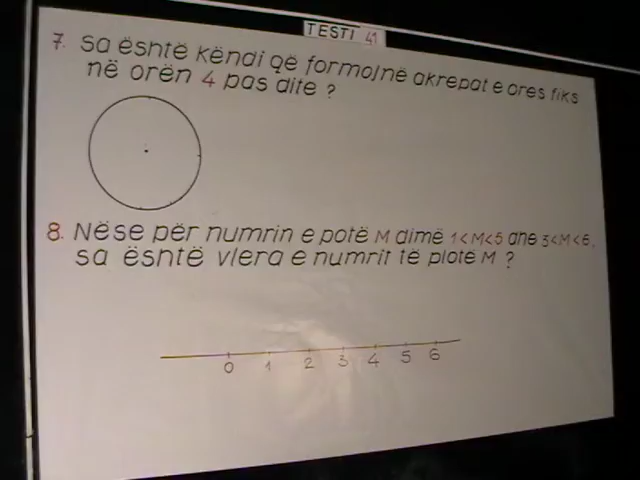 TESTI 41
7. Sa është këndi që formojnë akrepat e ores fiks
në orën 4 pas dite ?
8. Nëse për numrin e potë M dimë 1<M<5 dhe 3<M<6,
sa është vlera e numrit të plotë M ?
0 1 2 3 4 5 6